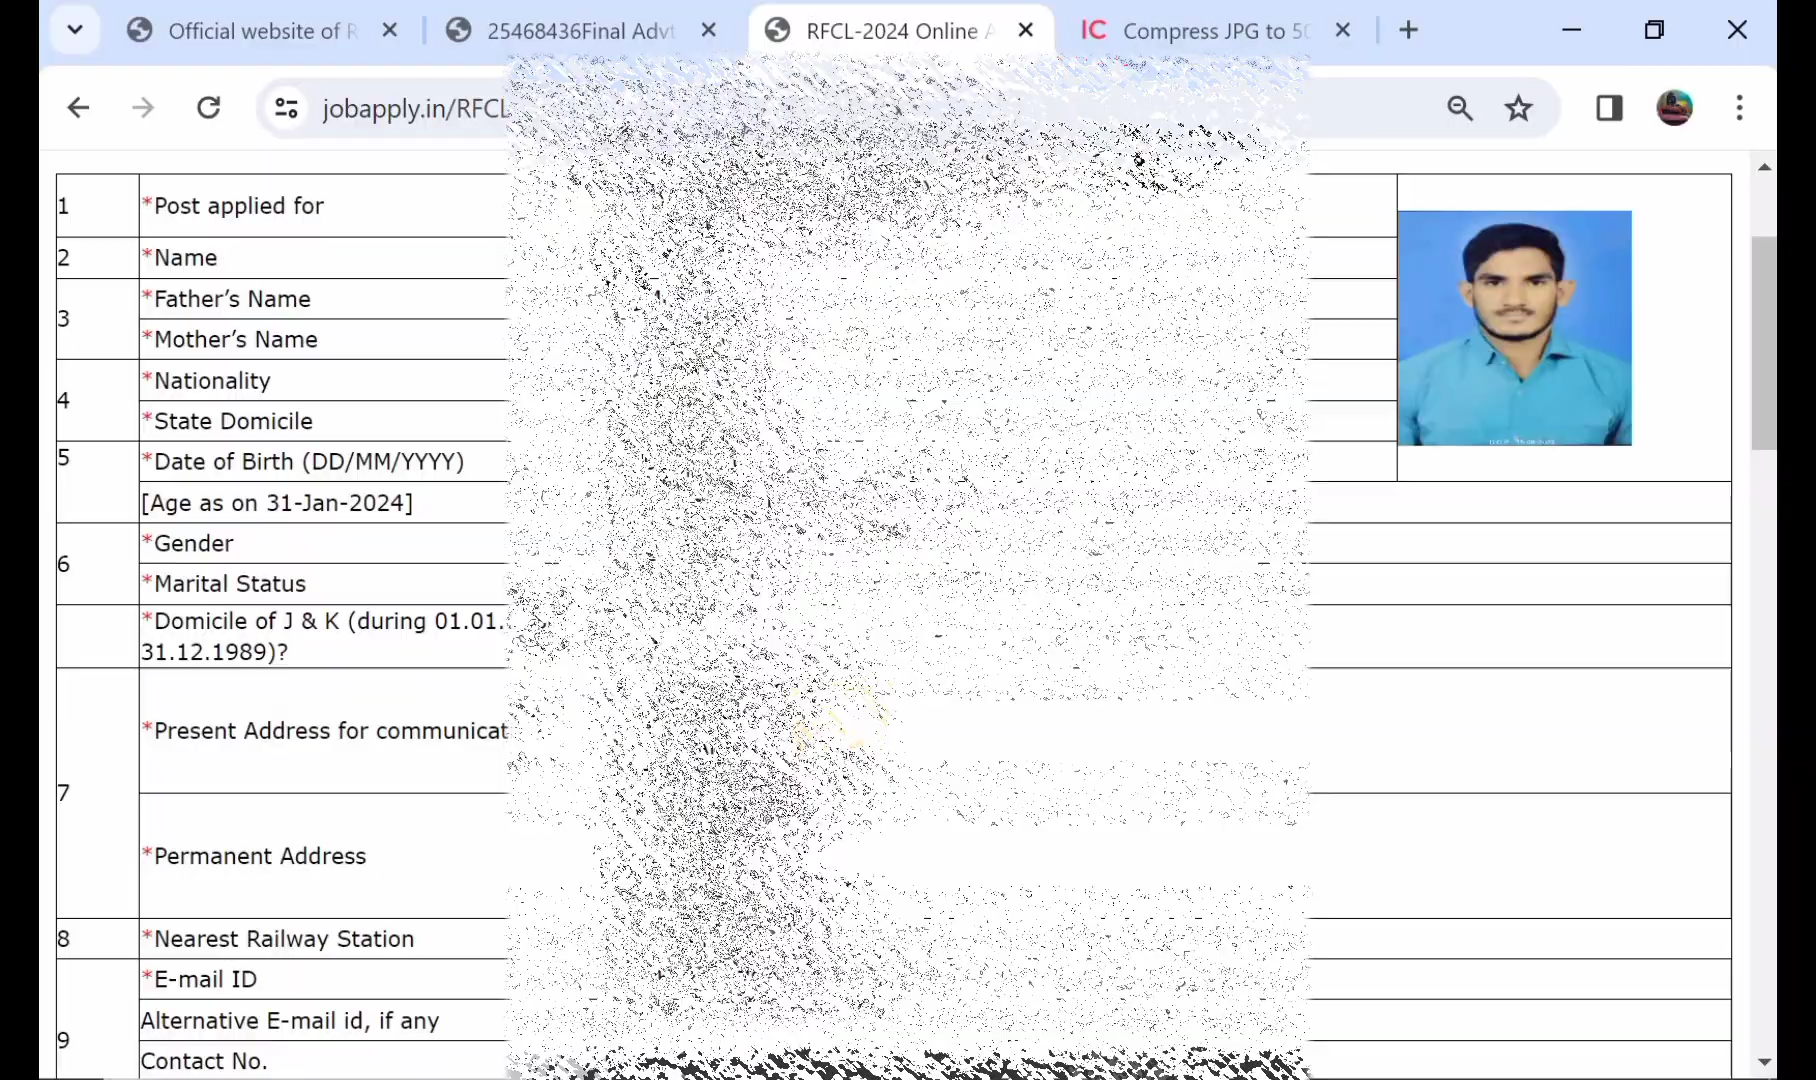 Official website of R
25468436Final Advt
RFCL-2024 Online A
IC Compress JPG to 50
jobapply.in/RFCL
1 *Post applied for
2 *Name
3 *Father’s Name
*Mother’s Name
4 *Nationality
*State Domicile
5 *Date of Birth (DD/MM/YYYY)
[Age as on 31-Jan-2024]
6 *Gender
*Marital Status
*Domicile of J & K (during 01.01.
31.12.1989)?
7 *Present Address for communicat
*Permanent Address
8 *Nearest Railway Station
9 *E-mail ID
Alternative E-mail id, if any
Contact No.